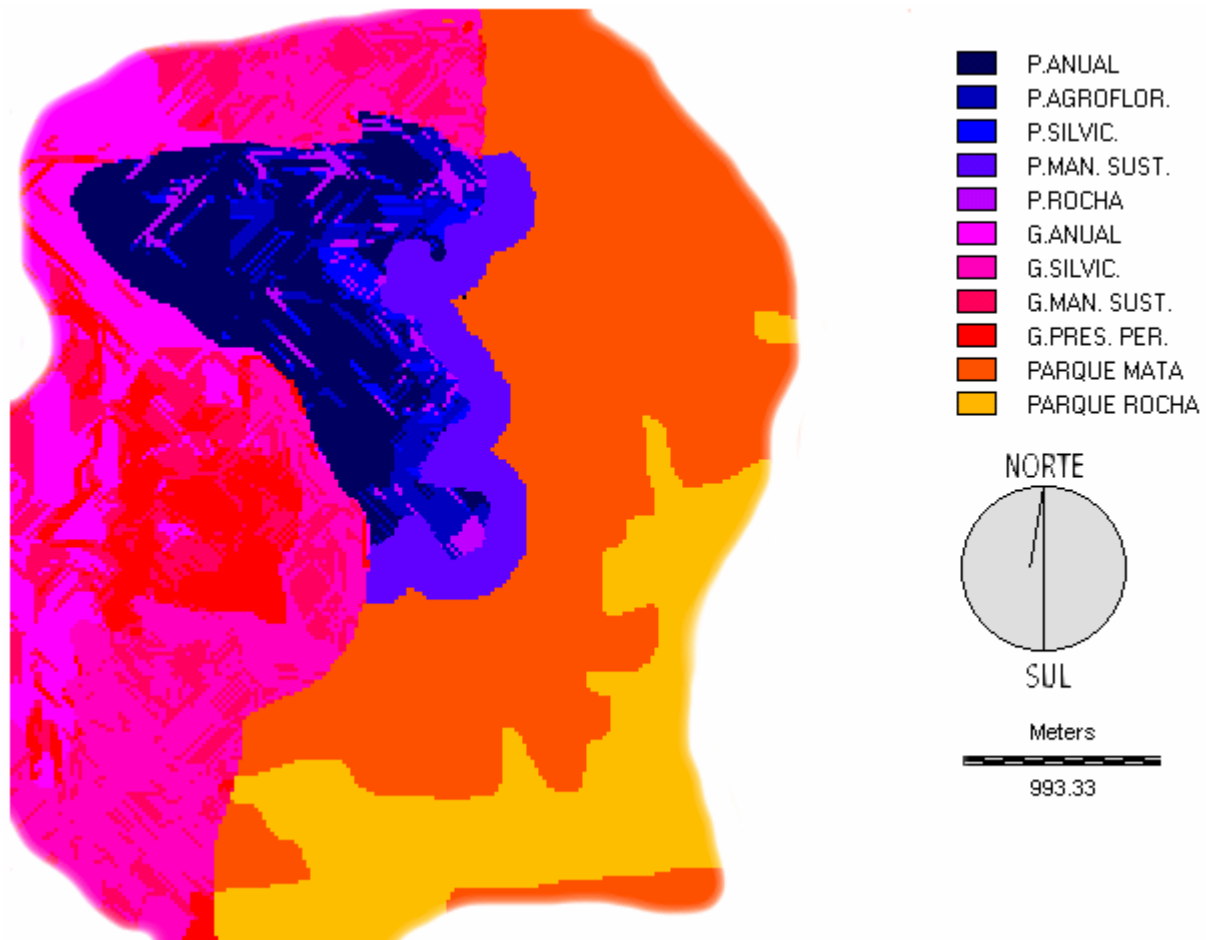 P.ANUAL
P.AGROFLOR.
P.SILVIC.
P.MAN. SUST.
P.ROCHA
G.ANUAL
G.SILVIC.
G.MAN. SUST.
G.PRES. PER.
PARQUE MATA
PARQUE ROCHA
NORTE
SUL
Meters
993.33